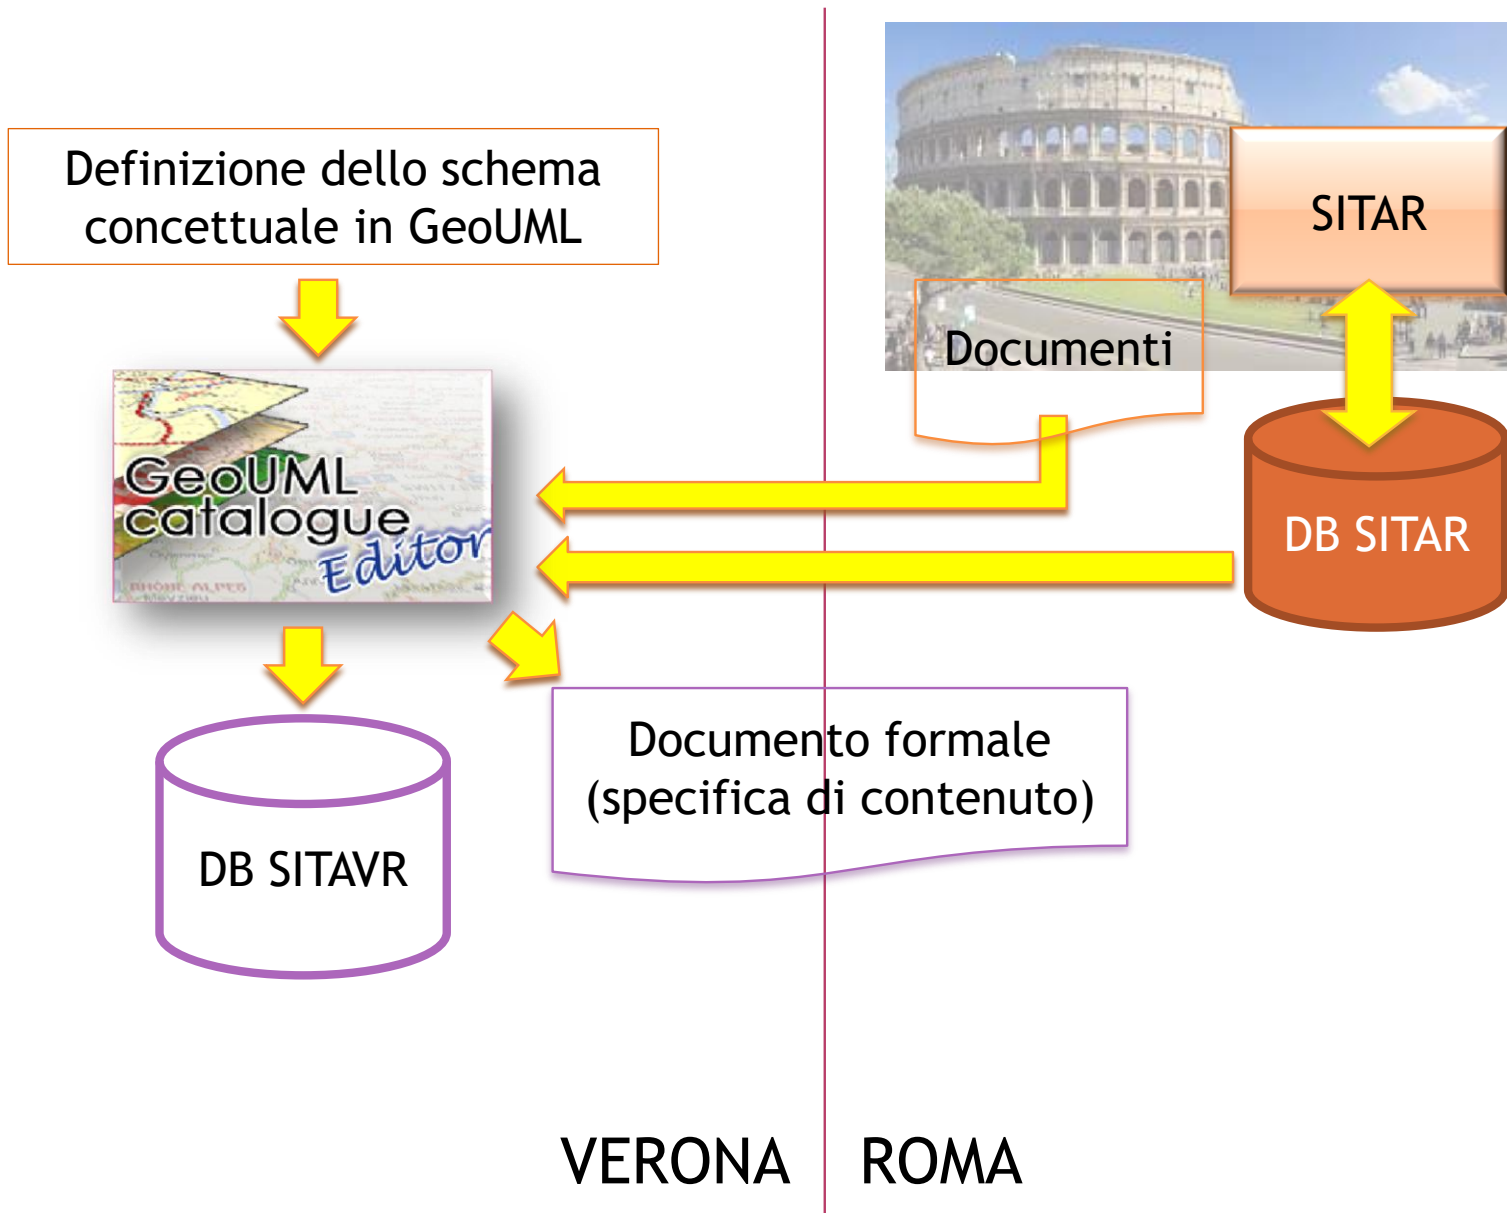 Definizione dello schema
concettuale in GeoUML
SITAR
Documenti
GeoUML
catalogue
Editor
DB SITAR
Documento formale
(specifica di contenuto)
DB SITAVR
VERONA
ROMA